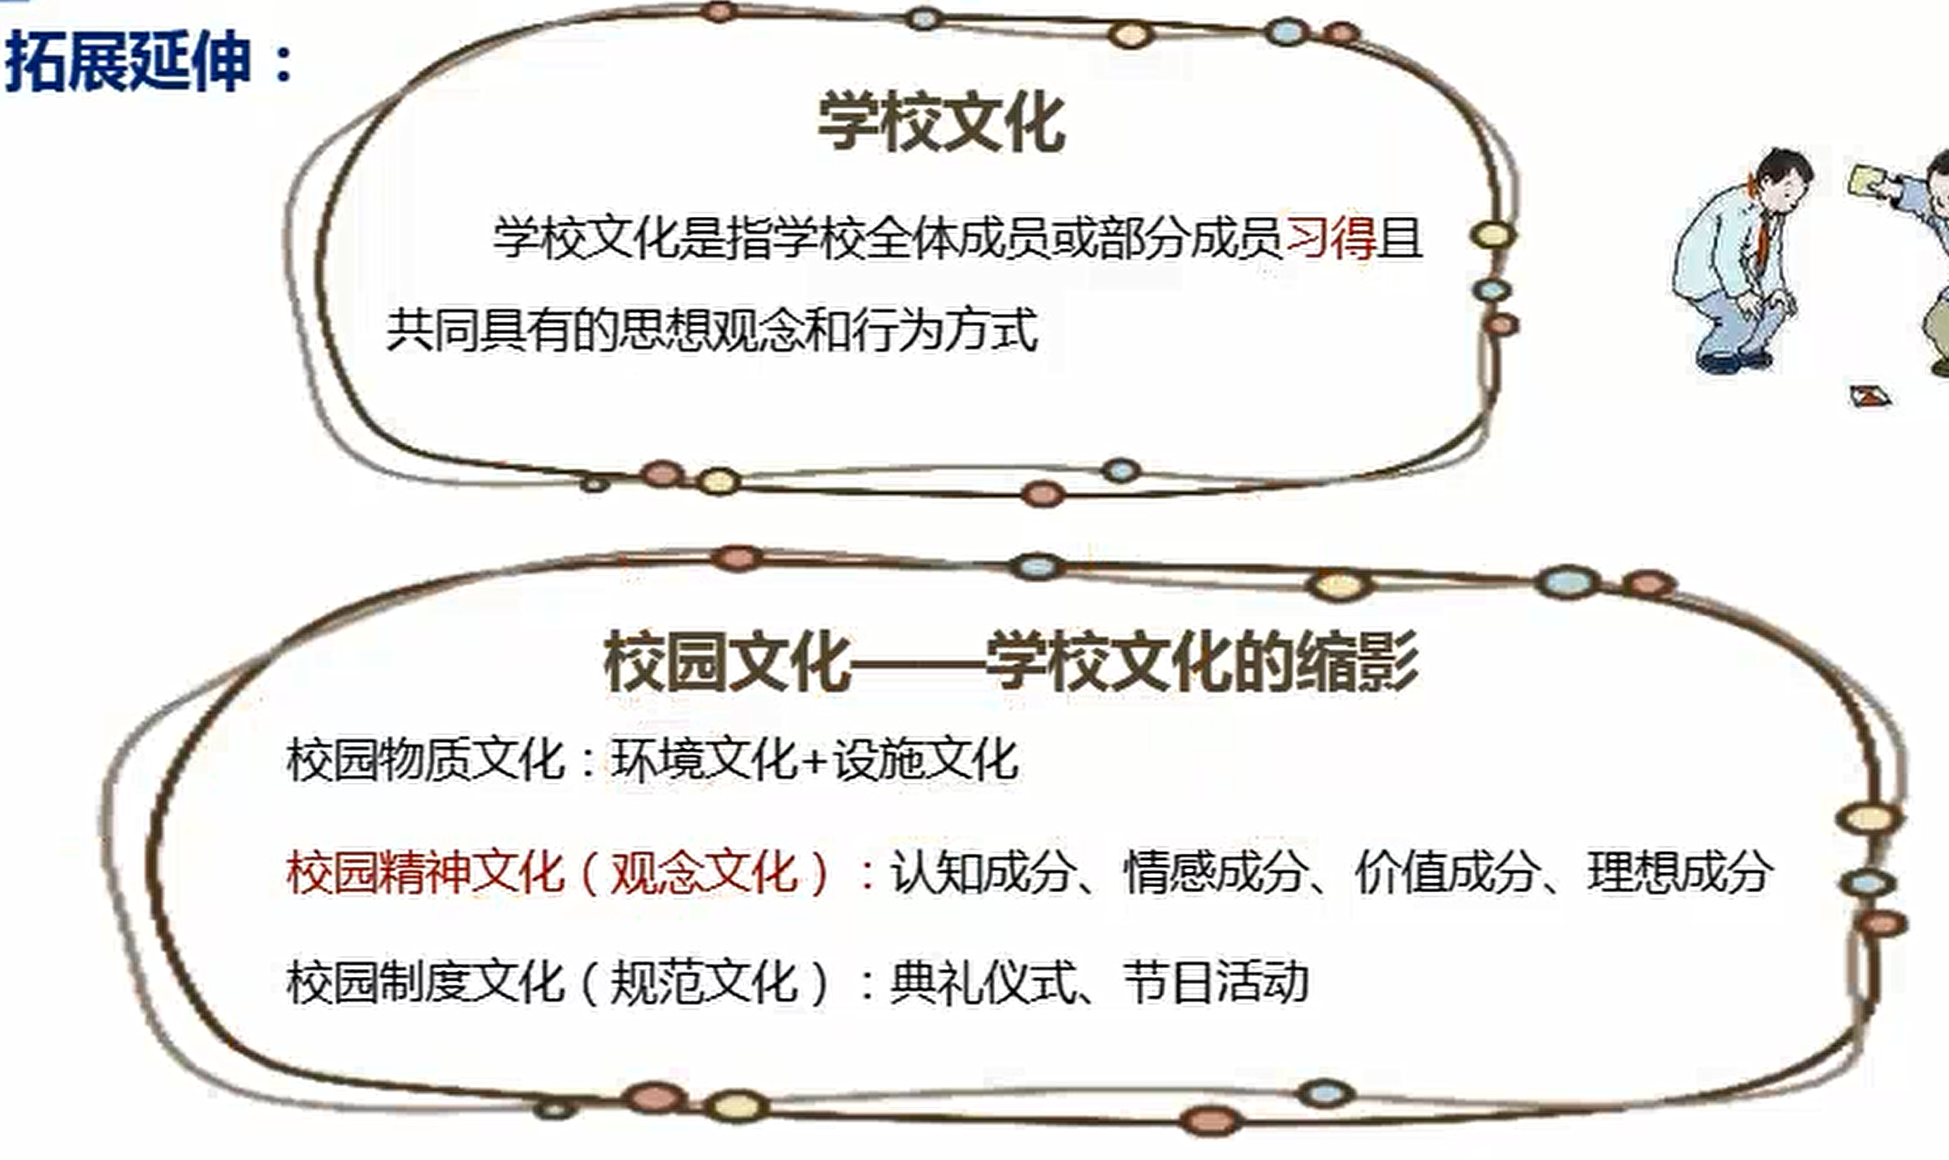 拓展延伸：
学校文化
学校文化是指学校全体成员或部分成员习得且
共同具有的思想观念和行为方式
校园文化——学校文化的缩影
校园物质文化：环境文化+设施文化
校园精神文化（观念文化）：认知成分、情感成分、价值成分、理想成分
校园制度文化（规范文化）：典礼仪式、节日活动